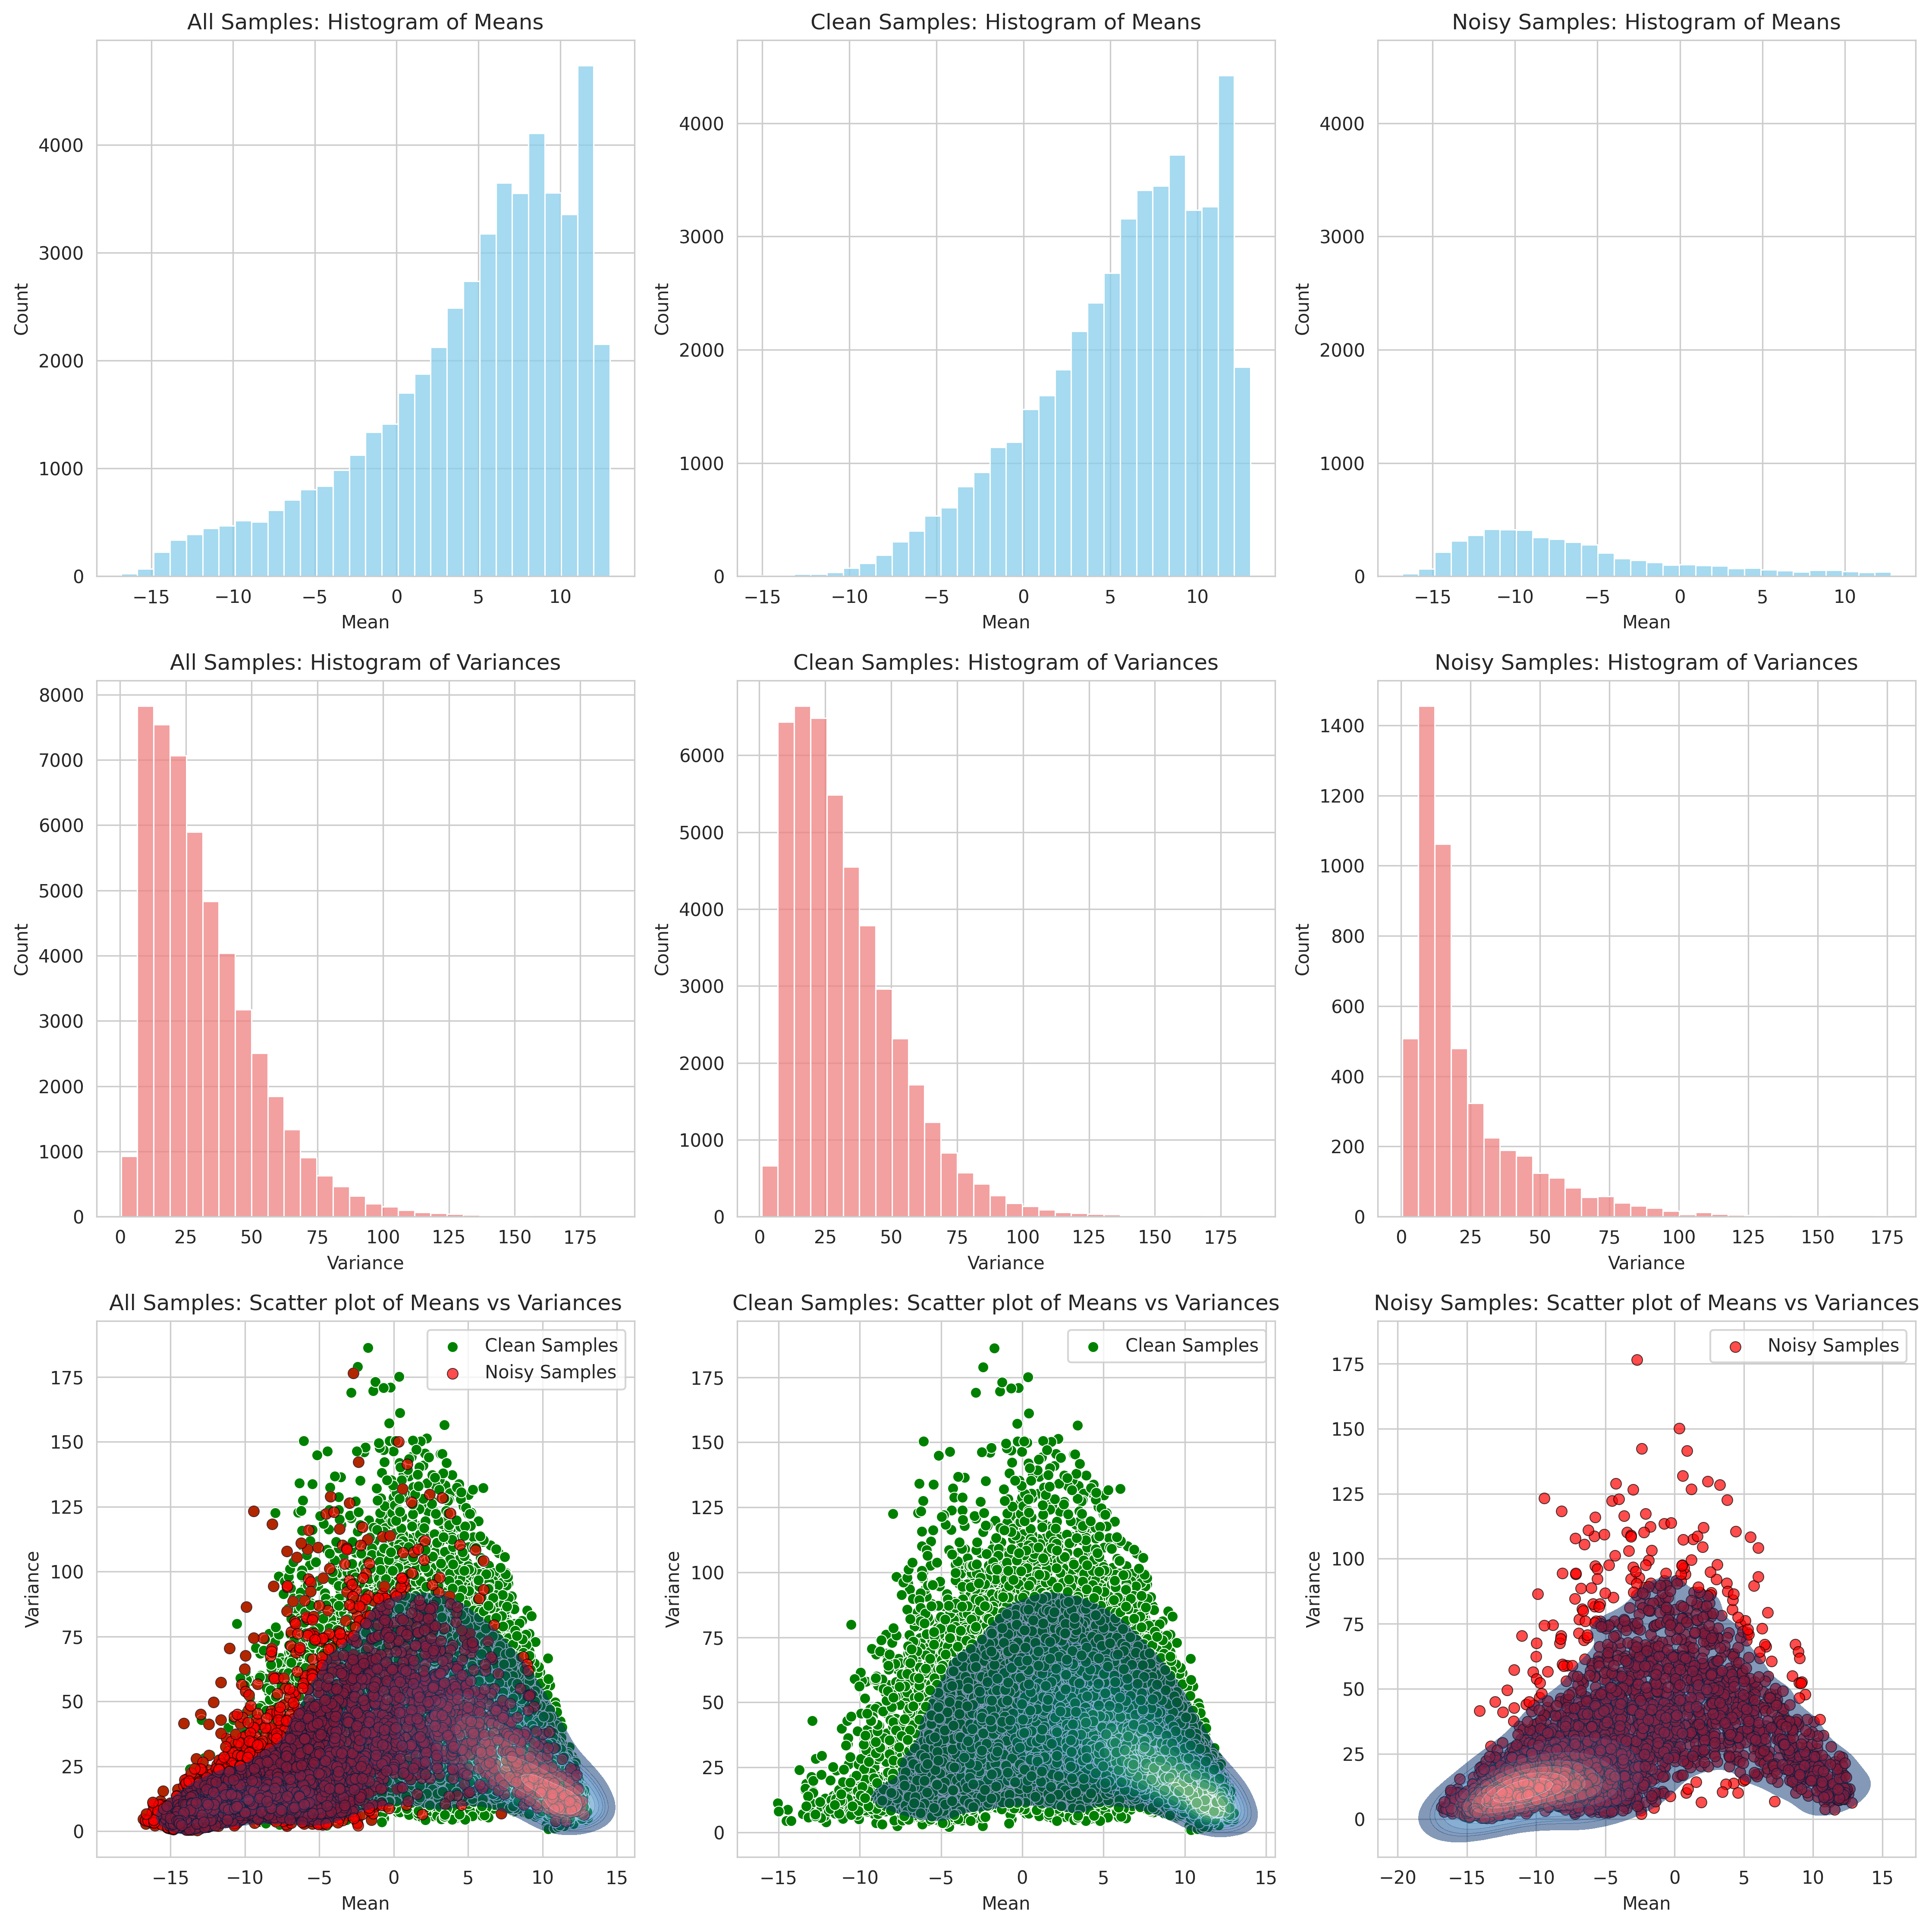 All Samples: Histogram of Means
Clean Samples: Histogram of Means
Noisy Samples: Histogram of Means
Count
4000
3000
2000
1000
0
−15 −10 −5 0 5 10
Mean
Count
4000
3000
2000
1000
0
−15 −10 −5 0 5 10
Mean
Count
4000
3000
2000
1000
0
−15 −10 −5 0 5 10
Mean
All Samples: Histogram of Variances
Clean Samples: Histogram of Variances
Noisy Samples: Histogram of Variances
Count
8000
7000
6000
5000
4000
3000
2000
1000
0
0 25 50 75 100 125 150 175
Variance
Count
6000
5000
4000
3000
2000
1000
0
0 25 50 75 100 125 150 175
Variance
Count
1400
1200
1000
800
600
400
200
0
0 25 50 75 100 125 150 175
Variance
All Samples: Scatter plot of Means vs Variances
Clean Samples: Scatter plot of Means vs Variances
Noisy Samples: Scatter plot of Means vs Variances
Clean Samples
Noisy Samples
Variance
175
150
125
100
75
50
25
0
−15 −10 −5 0 5 10 15
Mean
Clean Samples
Variance
175
150
125
100
75
50
25
0
−15 −10 −5 0 5 10 15
Mean
Noisy Samples
Variance
175
150
125
100
75
50
25
0
−20 −15 −10 −5 0 5 10 15
Mean